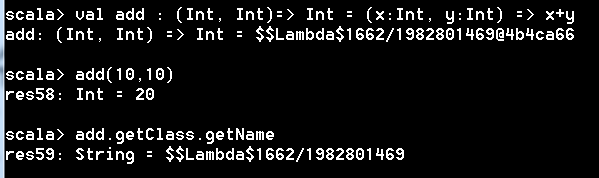 scala> val add : (Int, Int)=> Int = (x:Int, y:Int) => x+y
add: (Int, Int) => Int = $$Lambda$1662/1982801469@4b4ca66
scala> add(10,10)
res58: Int = 20
scala> add.getClass.getName
res59: String = $$Lambda$1662/1982801469